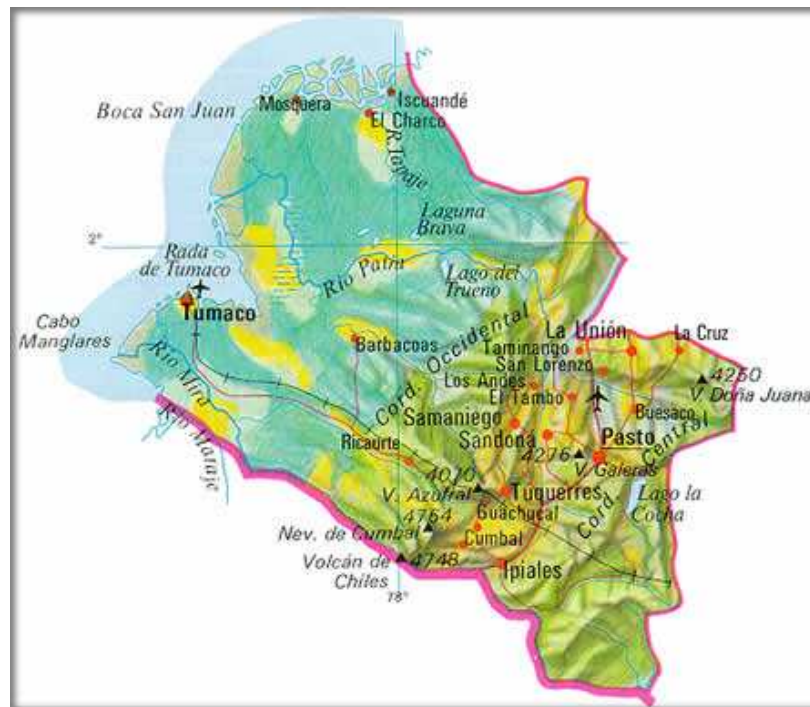 Boca San Juan
Mosquera
Iscuandé
El Charco
R.Tapaje
Laguna
Brava
2°
Rada
de Tumaco
Río Patía
Lago del
Trueno
Tumaco
Cabo
Manglares
Río Mira
Río Mataje
Barbacoas
Cord. Occidental
La Unión
La Cruz
Taminango
San Lorenzo
Los Andes
El Tambo
4250
V. Doña Juana
Buesaco
Samaniego
Sandoná
Pasto
4276
V. Galeras
Ricaurte
4070
V. Azufral
Túquerres
Cord. Central
Lago la
Cocha
4764
Nev. de Cumbal
Guachucal
Cumbal
Volcán de
Chiles
4748
Ipiales
78°